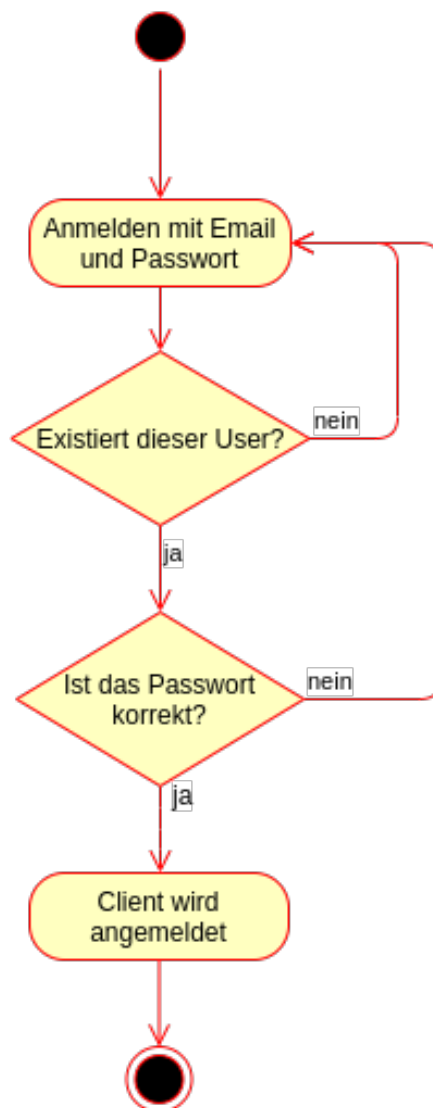 Anmelden mit Email
und Passwort
Existiert dieser User?
nein
ja
Ist das Passwort
korrekt?
nein
ja
Client wird
angemeldet